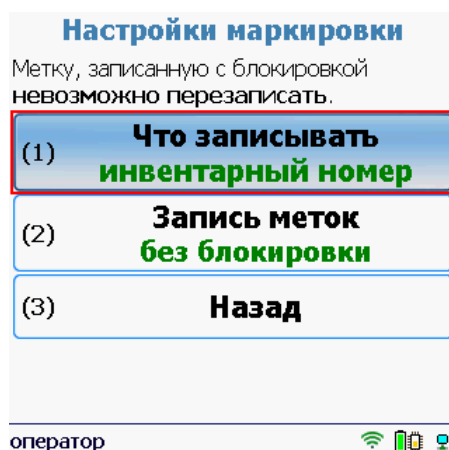 Настройки маркировки
Метку, записанную с блокировкой
невозможно перезаписать.
(1) Что записывать
инвентарный номер
(2) Запись меток
без блокировки
(3) Назад
оператор